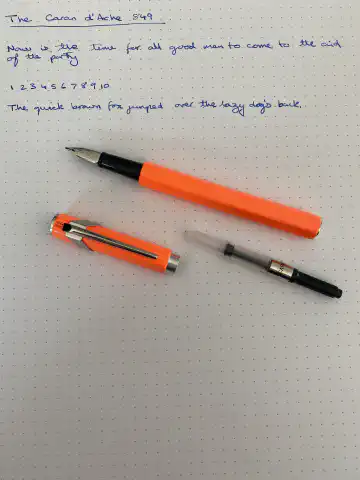 The Caran d'Ache 849
Now is the time for all good men to come to the aid
of the party
1 2 3 4 5 6 7 8 9 10
The quick brown fox jumped over the lazy dogs back.